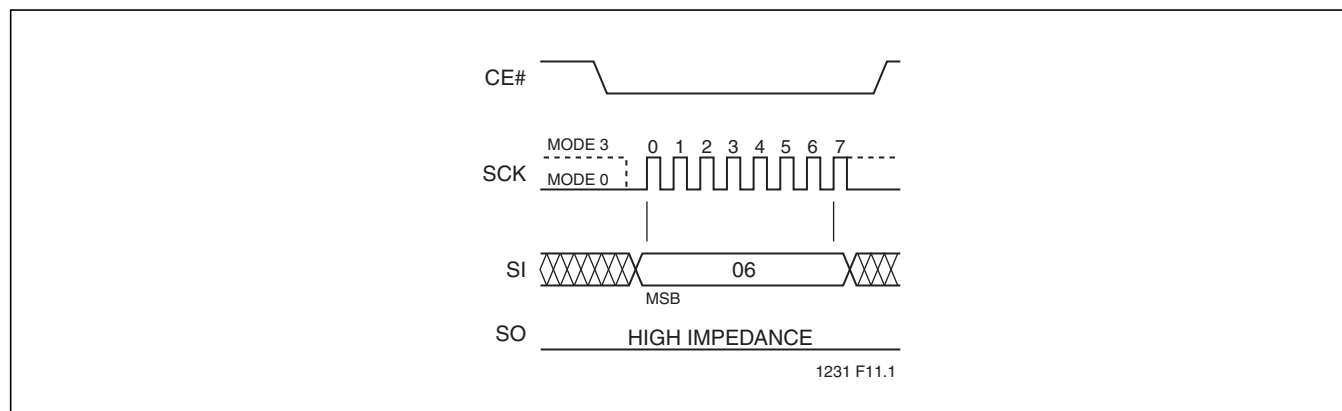 CE#
MODE 3
0 1 2 3 4 5 6 7
SCK
MODE 0
SI
06
MSB
SO
HIGH IMPEDANCE
1231 F11.1